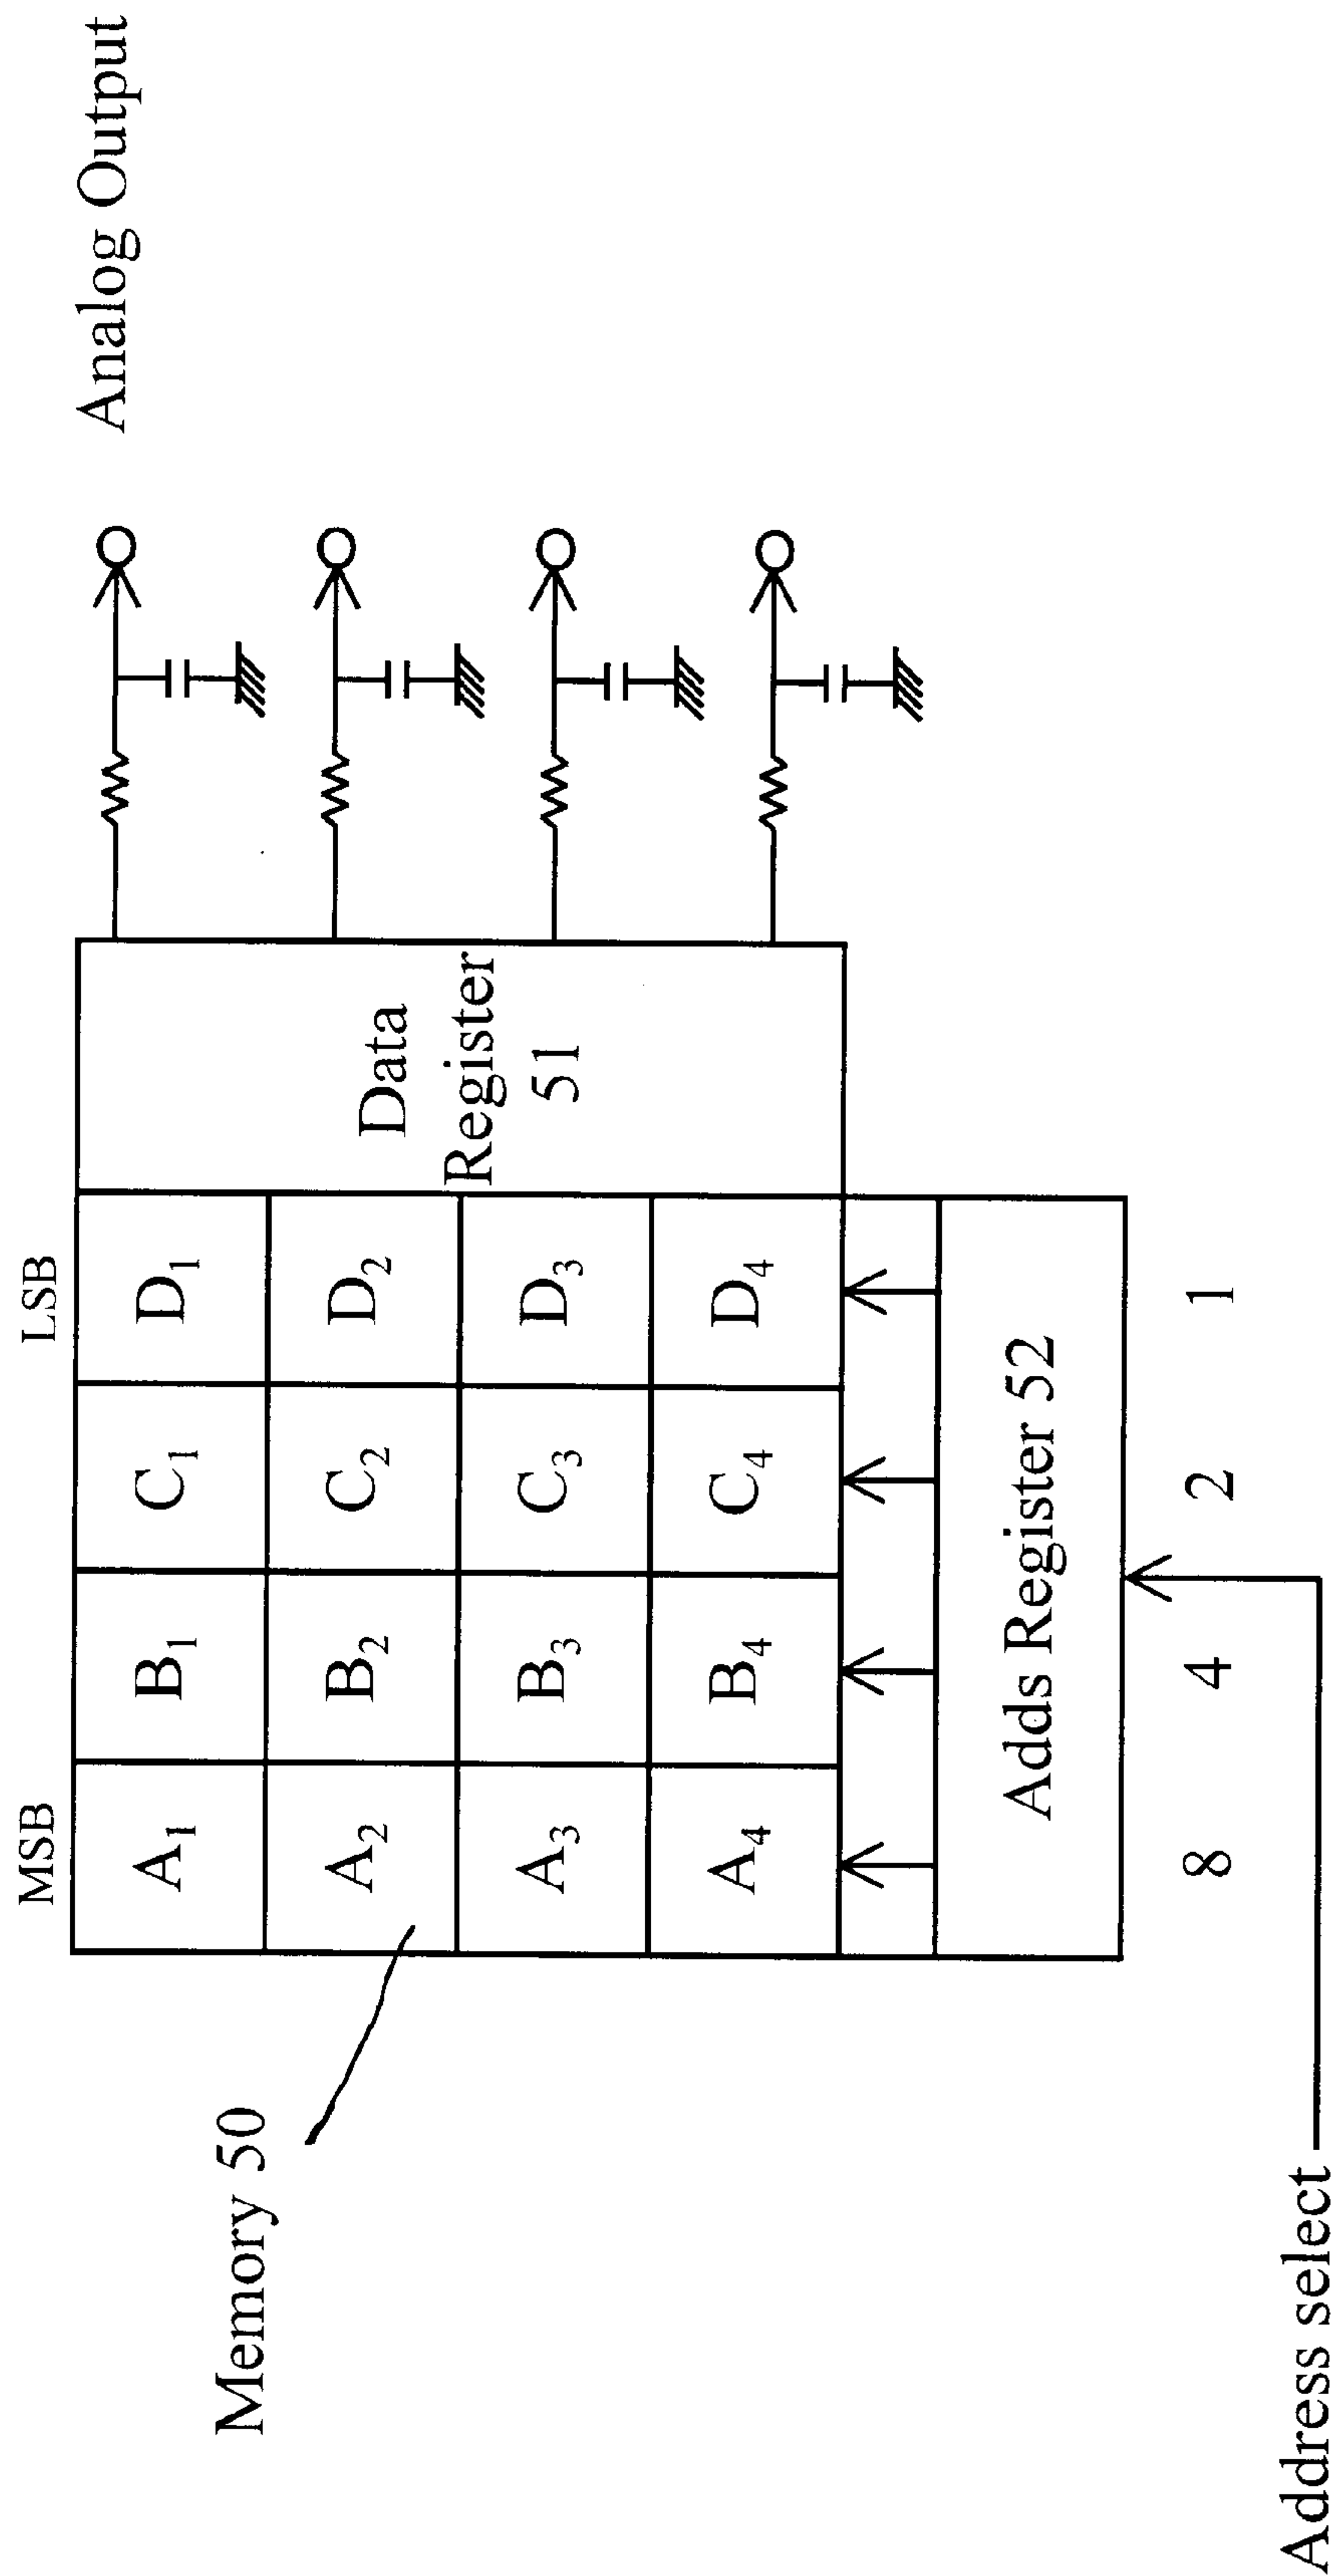 MSB LSB
A1 B1 C1 D1
A2 B2 C2 D2
A3 B3 C3 D3
A4 B4 C4 D4
Memory 50
Data
Register
51
Analog Output
Adds Register 52
8 4 2 1
Address select